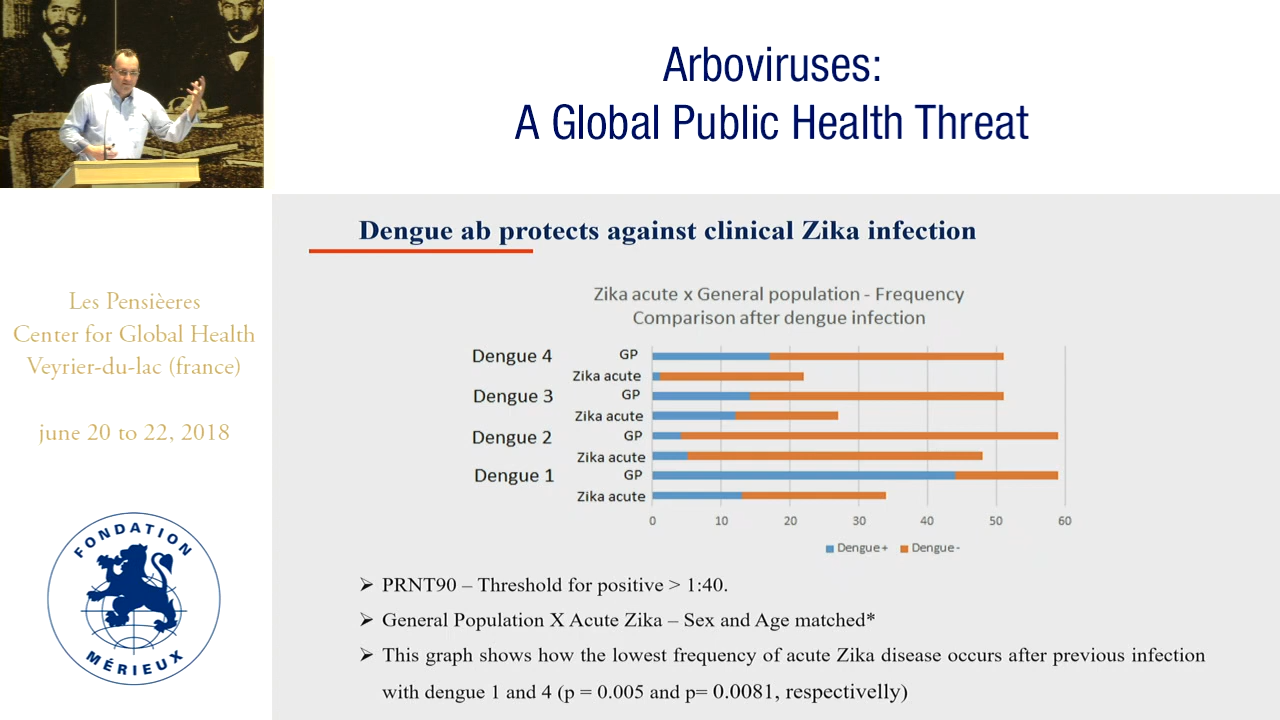 Arboviruses:
A Global Public Health Threat
Les Pensièeres
Center for Global Health
Veyrier-du-lac (france)
june 20 to 22, 2018
FONDATION
MÉRIEUX
Dengue ab protects against clinical Zika infection
Zika acute x General population - Frequency
Comparison after dengue infection
Dengue 4 GP
Zika acute
Dengue 3 GP
Zika acute
Dengue 2 GP
Zika acute
Dengue 1 GP
Zika acute
0 10 20 30 40 50 60
Dengue+ Dengue-
➢ PRNT90 – Threshold for positive > 1:40.
➢ General Population X Acute Zika – Sex and Age matched*
➢ This graph shows how the lowest frequency of acute Zika disease occurs after previous infection
with dengue 1 and 4 (p = 0.005 and p= 0.0081, respectivelly)